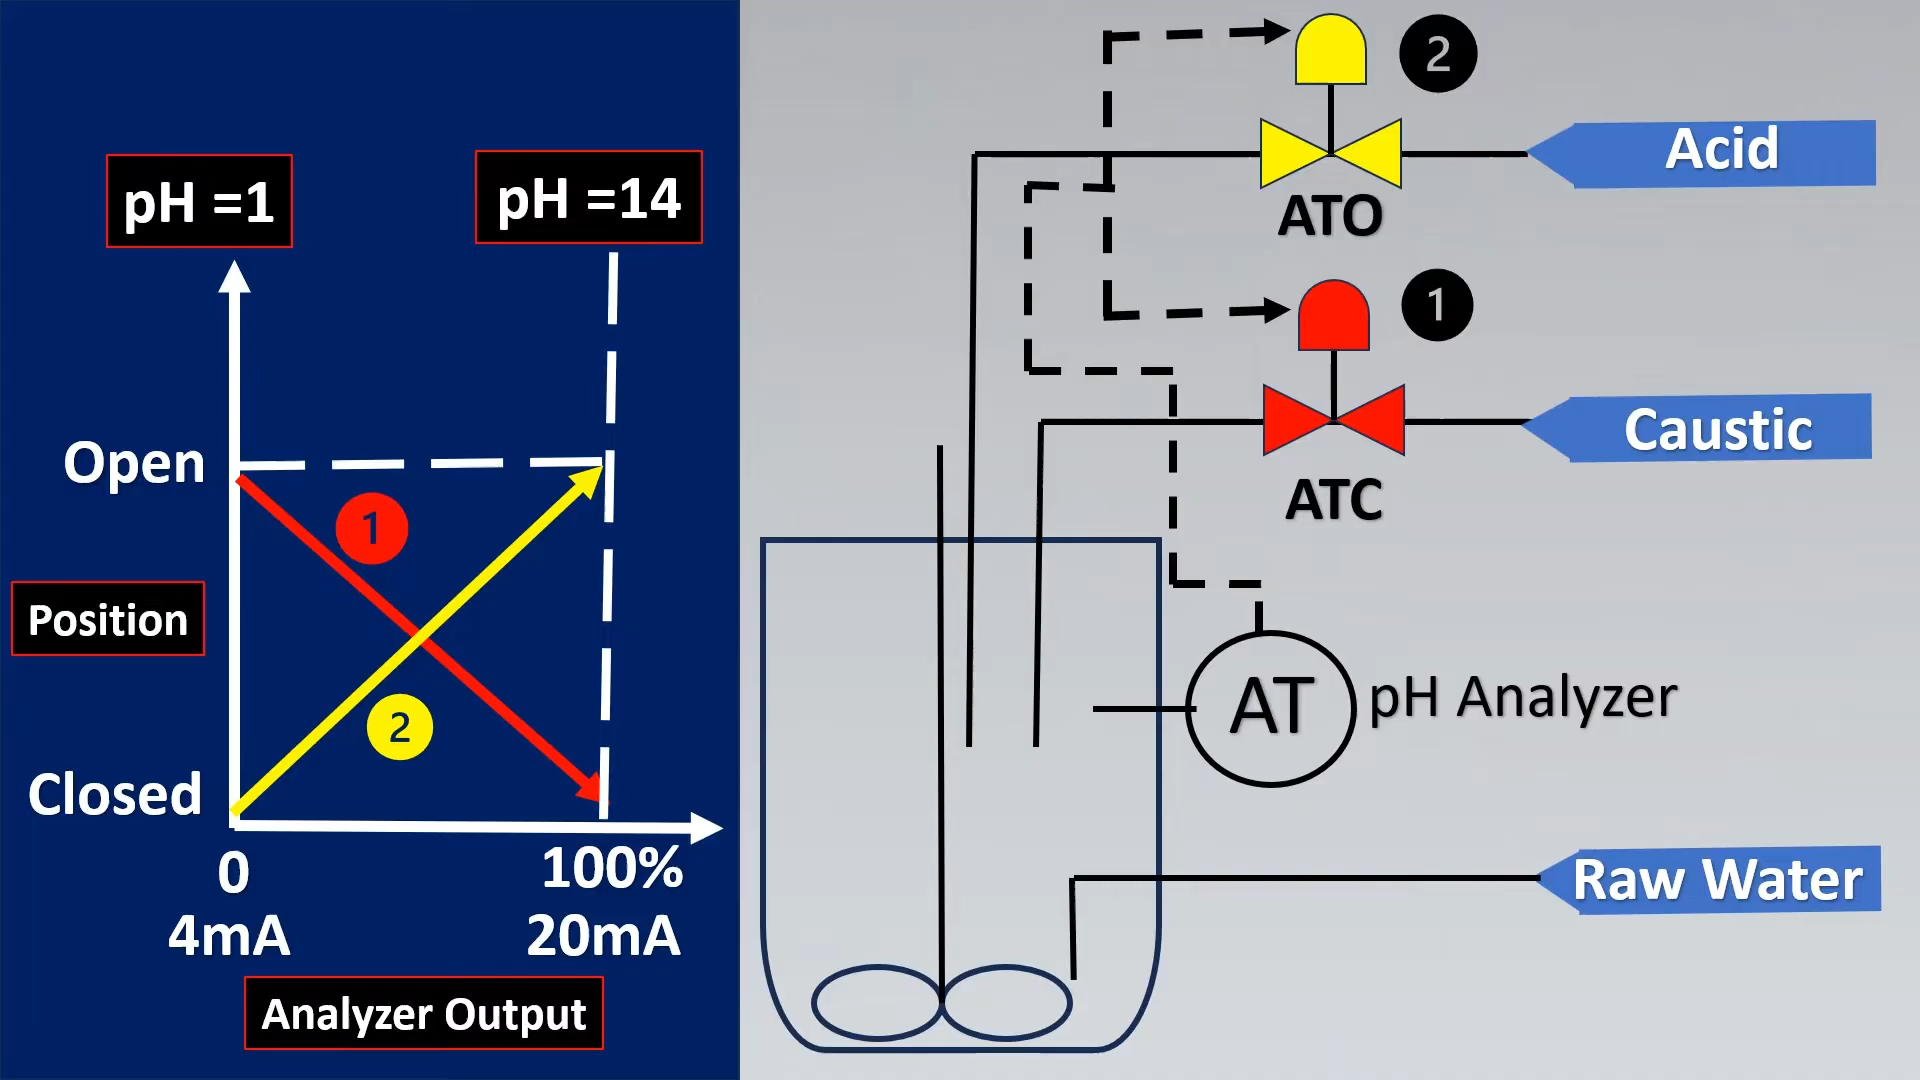 pH =1
pH =14
Open
1
Position
2
Closed
0
100%
4mA
20mA
Analyzer Output
2
Acid
ATO
1
Caustic
ATC
AT
pH Analyzer
Raw Water